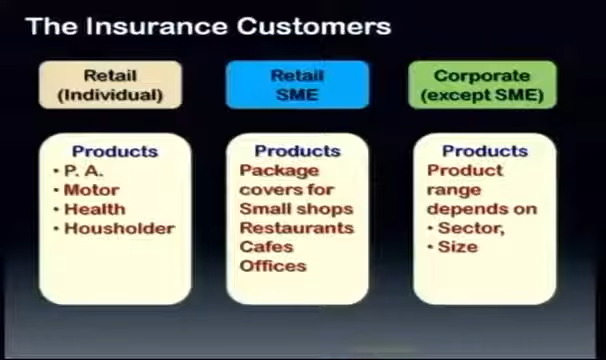 The Insurance Customers
Retail
(Individual)
Retail
SME
Corporate
(except SME)
Products
• P. A.
• Motor
• Health
• Housholder
Products
Package
covers for
Small shops
Restaurants
Cafes
Offices
Products
Product
range
depends on
• Sector,
• Size